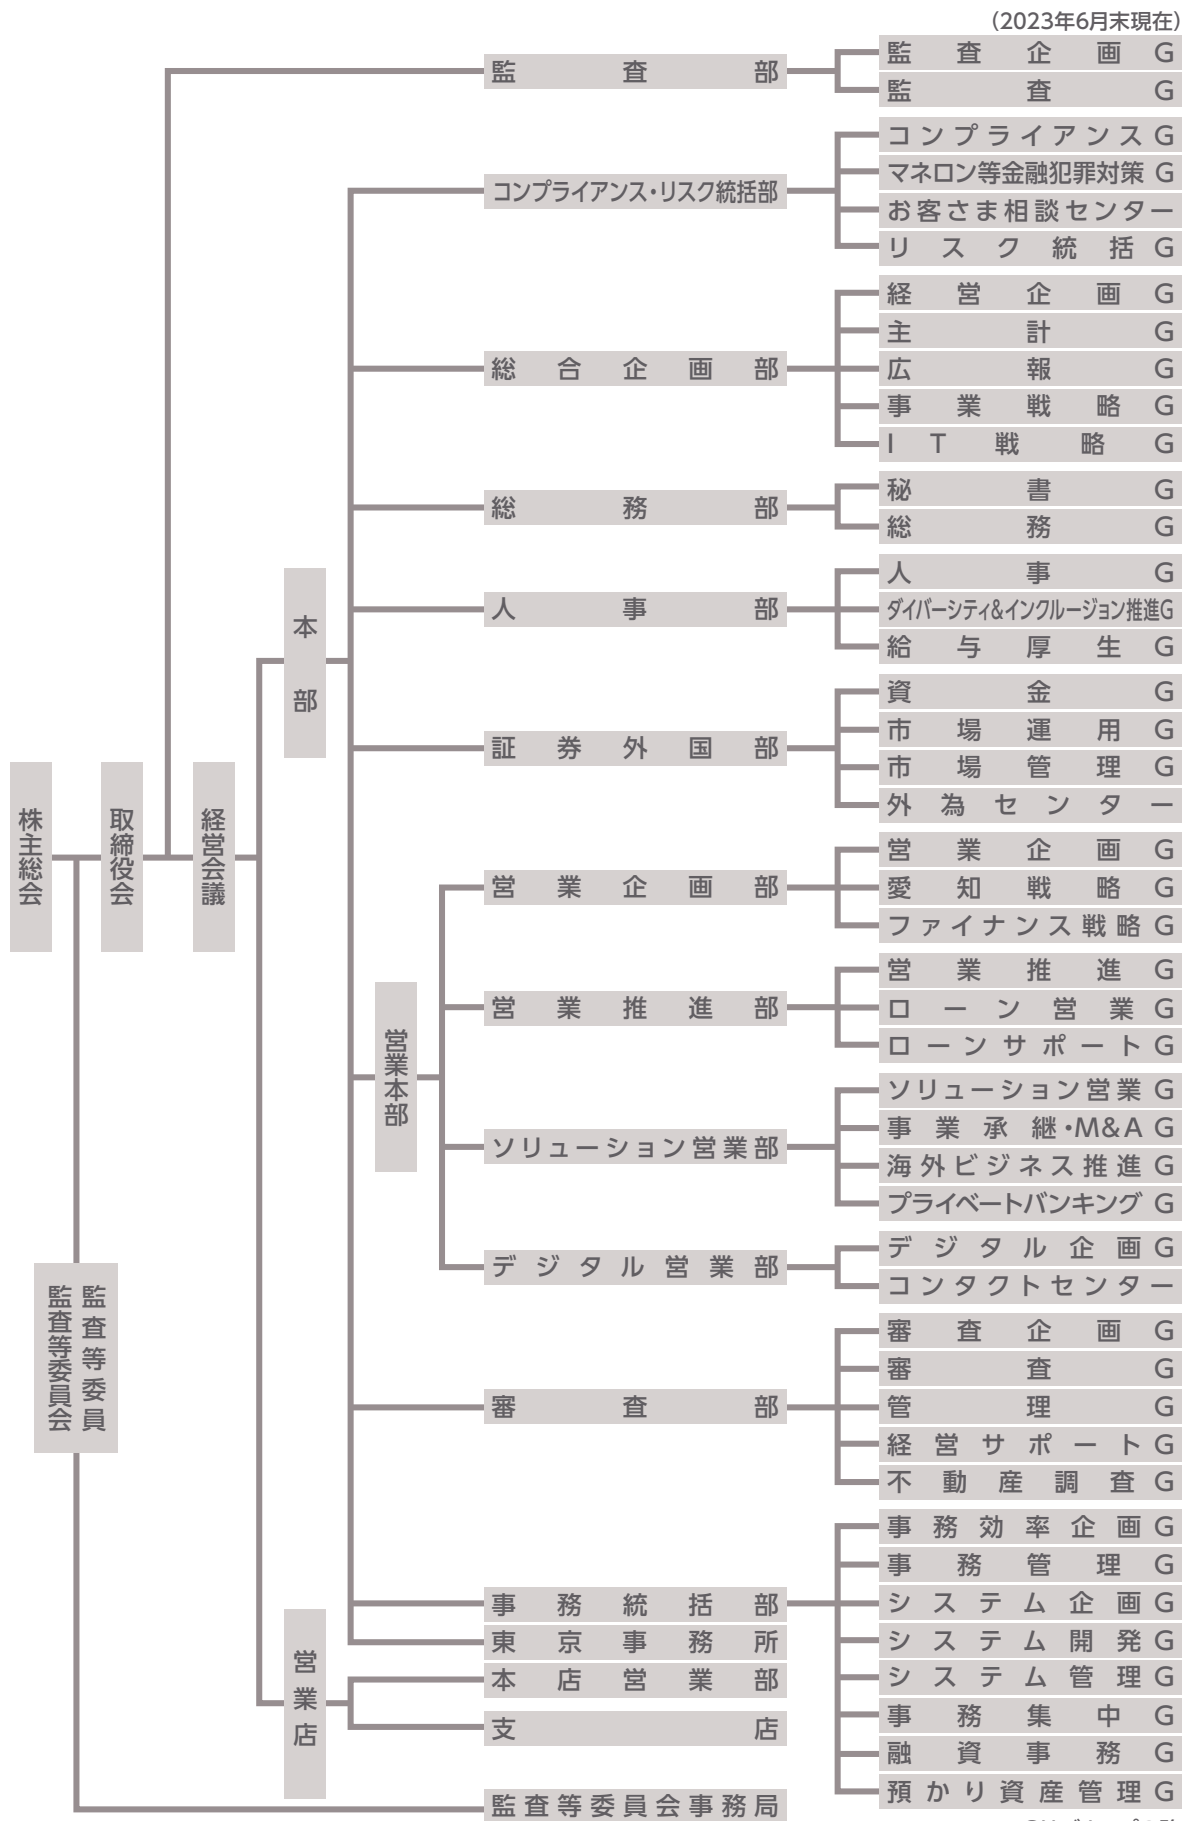 (2023年6月末現在)
株主総会
取締役会
経営会議
監査等委員
監査等委員会
本部
営業本部
営業店
監査部
監査企画G
監査G
コンプライアンス・リスク統括部
コンプライアンスG
マネロン等金融犯罪対策G
お客さま相談センター
リスク統括G
総合企画部
経営企画G
主計G
広報G
事業戦略G
IT戦略G
総務部
秘書G
総務G
人事部
人事G
ダイバーシティ&インクルージョン推進G
給与厚生G
証券外国部
資金G
市場運用G
市場管理G
外為センター
営業企画部
営業企画G
愛知戦略G
ファイナンス戦略G
営業推進部
営業推進G
ローン営業G
ローンサポートG
ソリューション営業部
ソリューション営業G
事業承継・M&AG
海外ビジネス推進G
プライベートバンキングG
デジタル営業部
デジタル企画G
コンタクトセンター
審査部
審査企画G
審査G
管理G
経営サポートG
不動産調査G
事務統括部
事務効率企画G
事務管理G
システム企画G
システム開発G
システム管理G
事務集中G
融資事務G
預かり資産管理G
東京事務所
本店営業部
支店
監査等委員会事務局